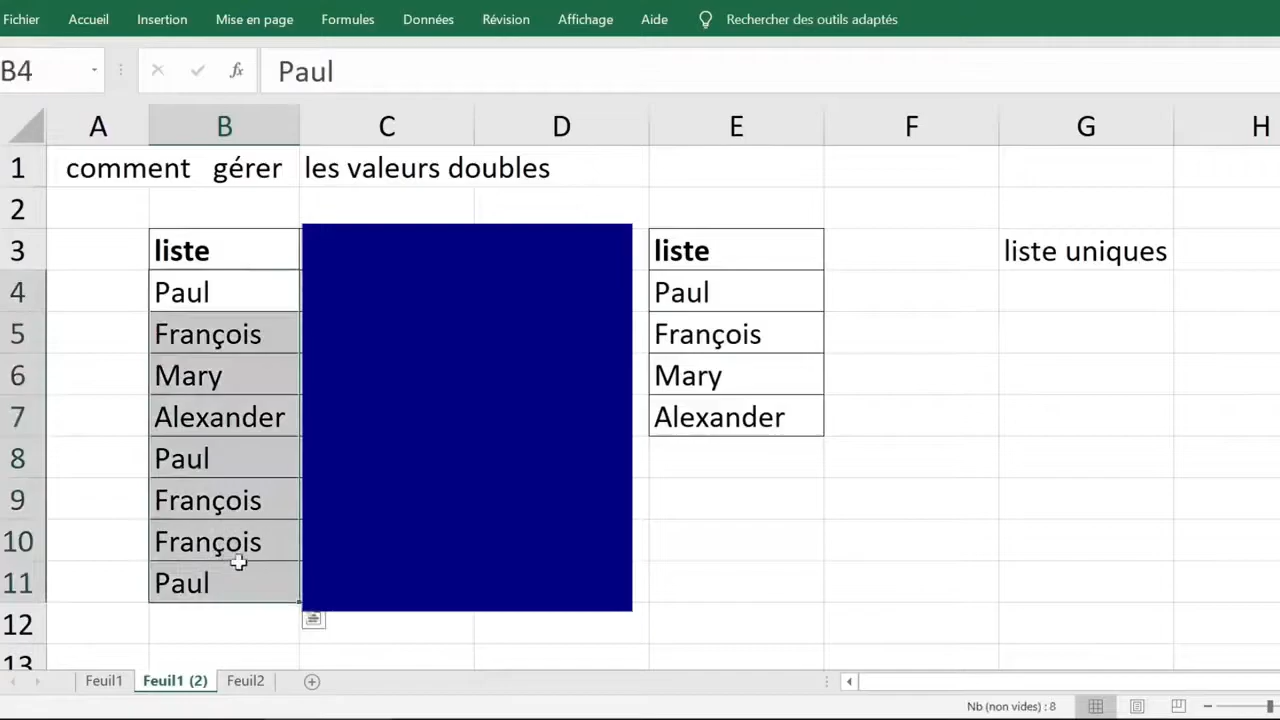 Fichier Accueil Insertion Mise en page Formules Données Révision Affichage Aide Rechercher des outils adaptés
B4 fx Paul
A B C D E F G H
1 comment gérer les valeurs doubles
2
3 liste liste liste uniques
4 Paul Paul
5 François François
6 Mary Mary
7 Alexander Alexander
8 Paul
9 François
10 François
11 Paul
12
13
Feuil1 Feuil1 (2) Feuil2
Nb (non vides) : 8